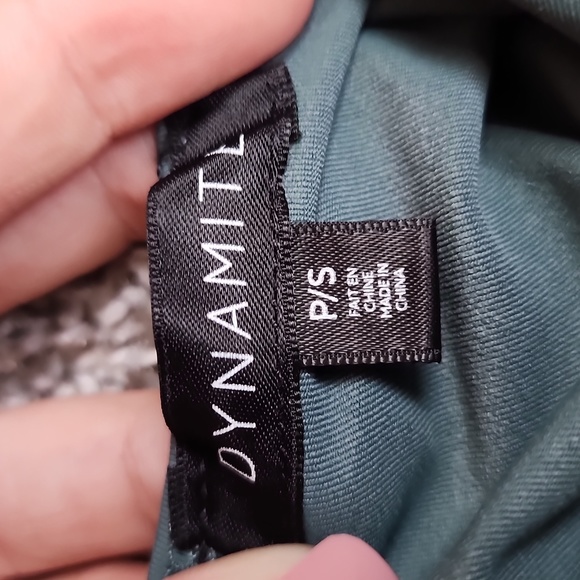 DYNAMITE
P/S
FAIT EN
CHINE
MADE IN
CHINA